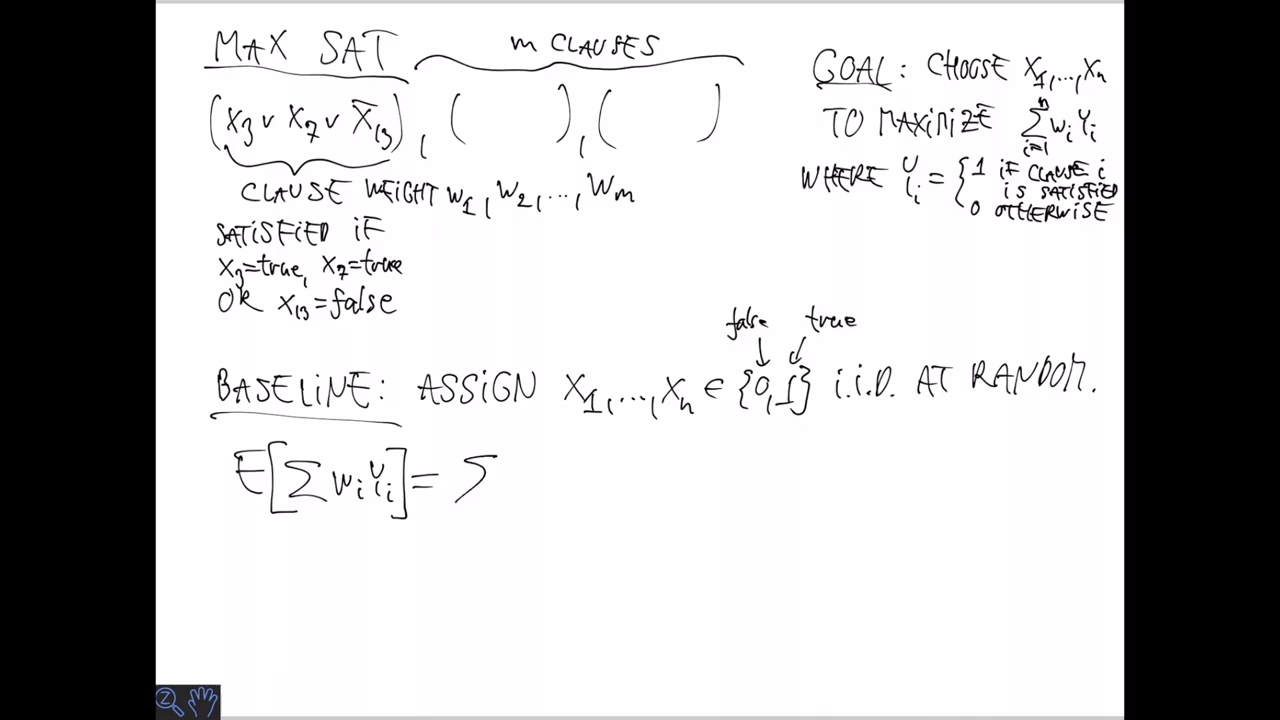 MAX SAT
m CLAUSES
(x₃ ∨ x₇ ∨ x̄₁₃), ( ), ( )
CLAUSE WEIGHT w₁, w₂, ..., wₘ
SATISFIED iF
x₃=true, x₇=true
OR x₁₃=false
GOAL: CHOOSE x₁,...,xₙ
TO MAXiMiZE ∑ᵢ₌₁ⁿ wᵢ Yᵢ
WHERE Yᵢ = { 1 iF CLAUSE i
iS SATiSFiED
0 OTHERWiSE
false true
BASELiNE: ASSiGN x₁,...,xₙ ∈ {0,1} i.i.D. AT RANDOM.
E[∑ wᵢYᵢ] = ∑
Z